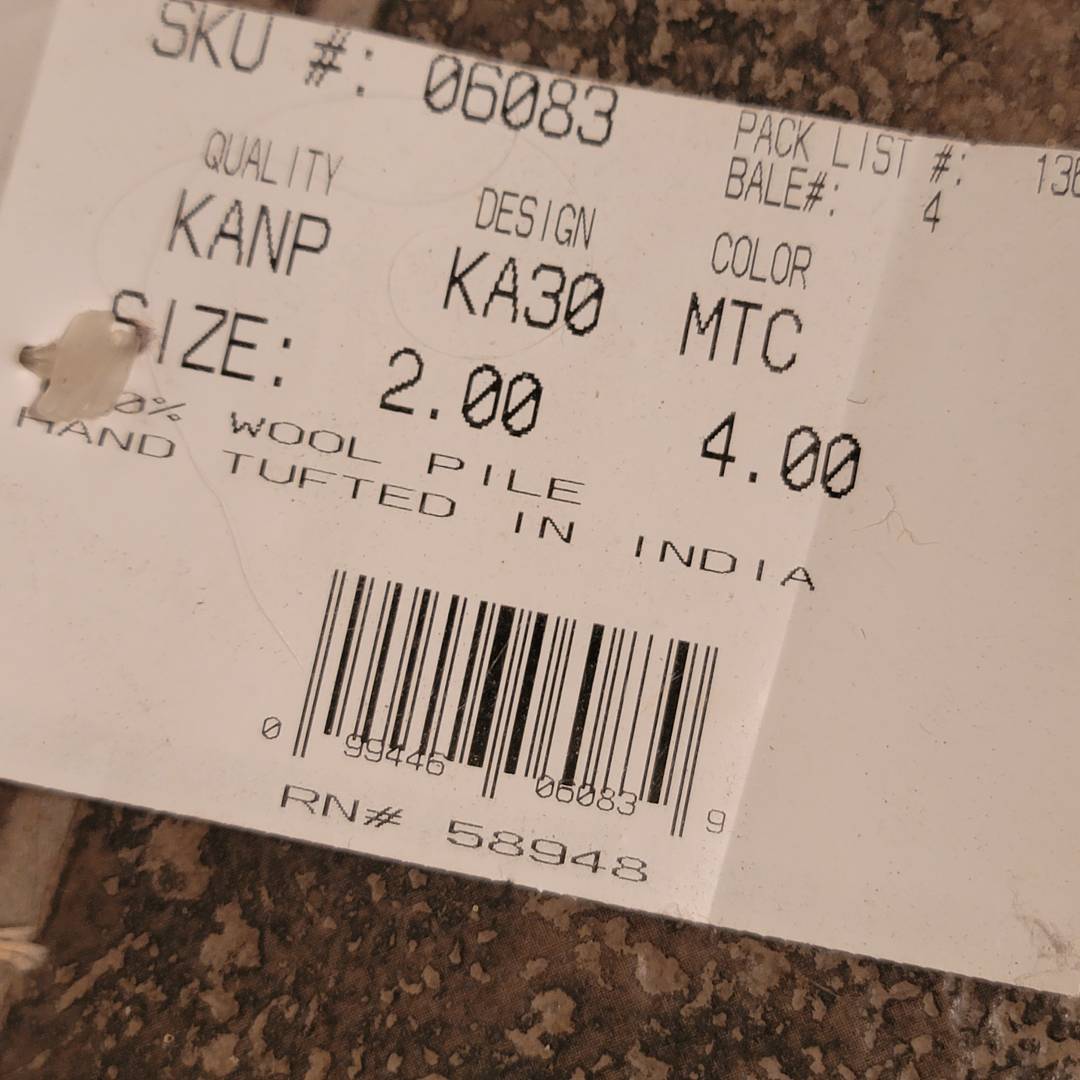 SKU #: 06083
PACK LIST #:
BALE#: 4
QUALITY DESIGN COLOR
KANP KA30 MTC
SIZE: 2.00 4.00
WOOL PILE
HAND TUFTED IN INDIA
0 99446 06083 9
RN# 58948